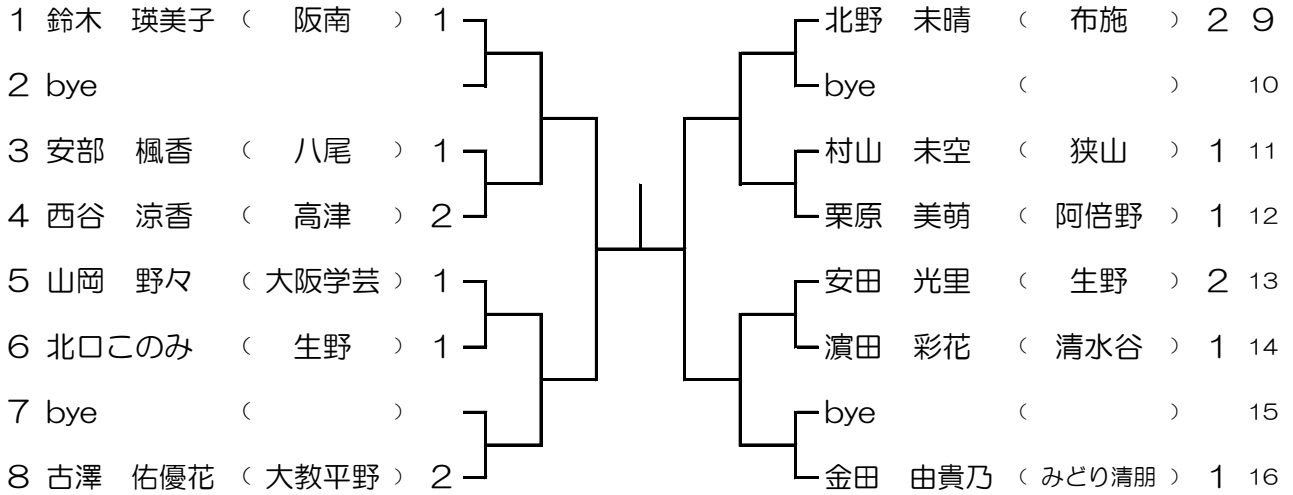 1 鈴木 瑛美子 （ 阪南 ） 1
2 bye
3 安部 楓香 （ 八尾 ） 1
4 西谷 涼香 （ 高津 ） 2
5 山岡 野々 （ 大阪学芸 ） 1
6 北口このみ （ 生野 ） 1
7 bye （ ）
8 古澤 佑優花 （ 大教平野 ） 2
北野 未晴 （ 布施 ） 2 9
bye （ ） 10
村山 未空 （ 狭山 ） 1 11
栗原 美萌 （ 阿倍野 ） 1 12
安田 光里 （ 生野 ） 2 13
濵田 彩花 （ 清水谷 ） 1 14
bye （ ） 15
金田 由貴乃 （ みどり清朋 ） 1 16